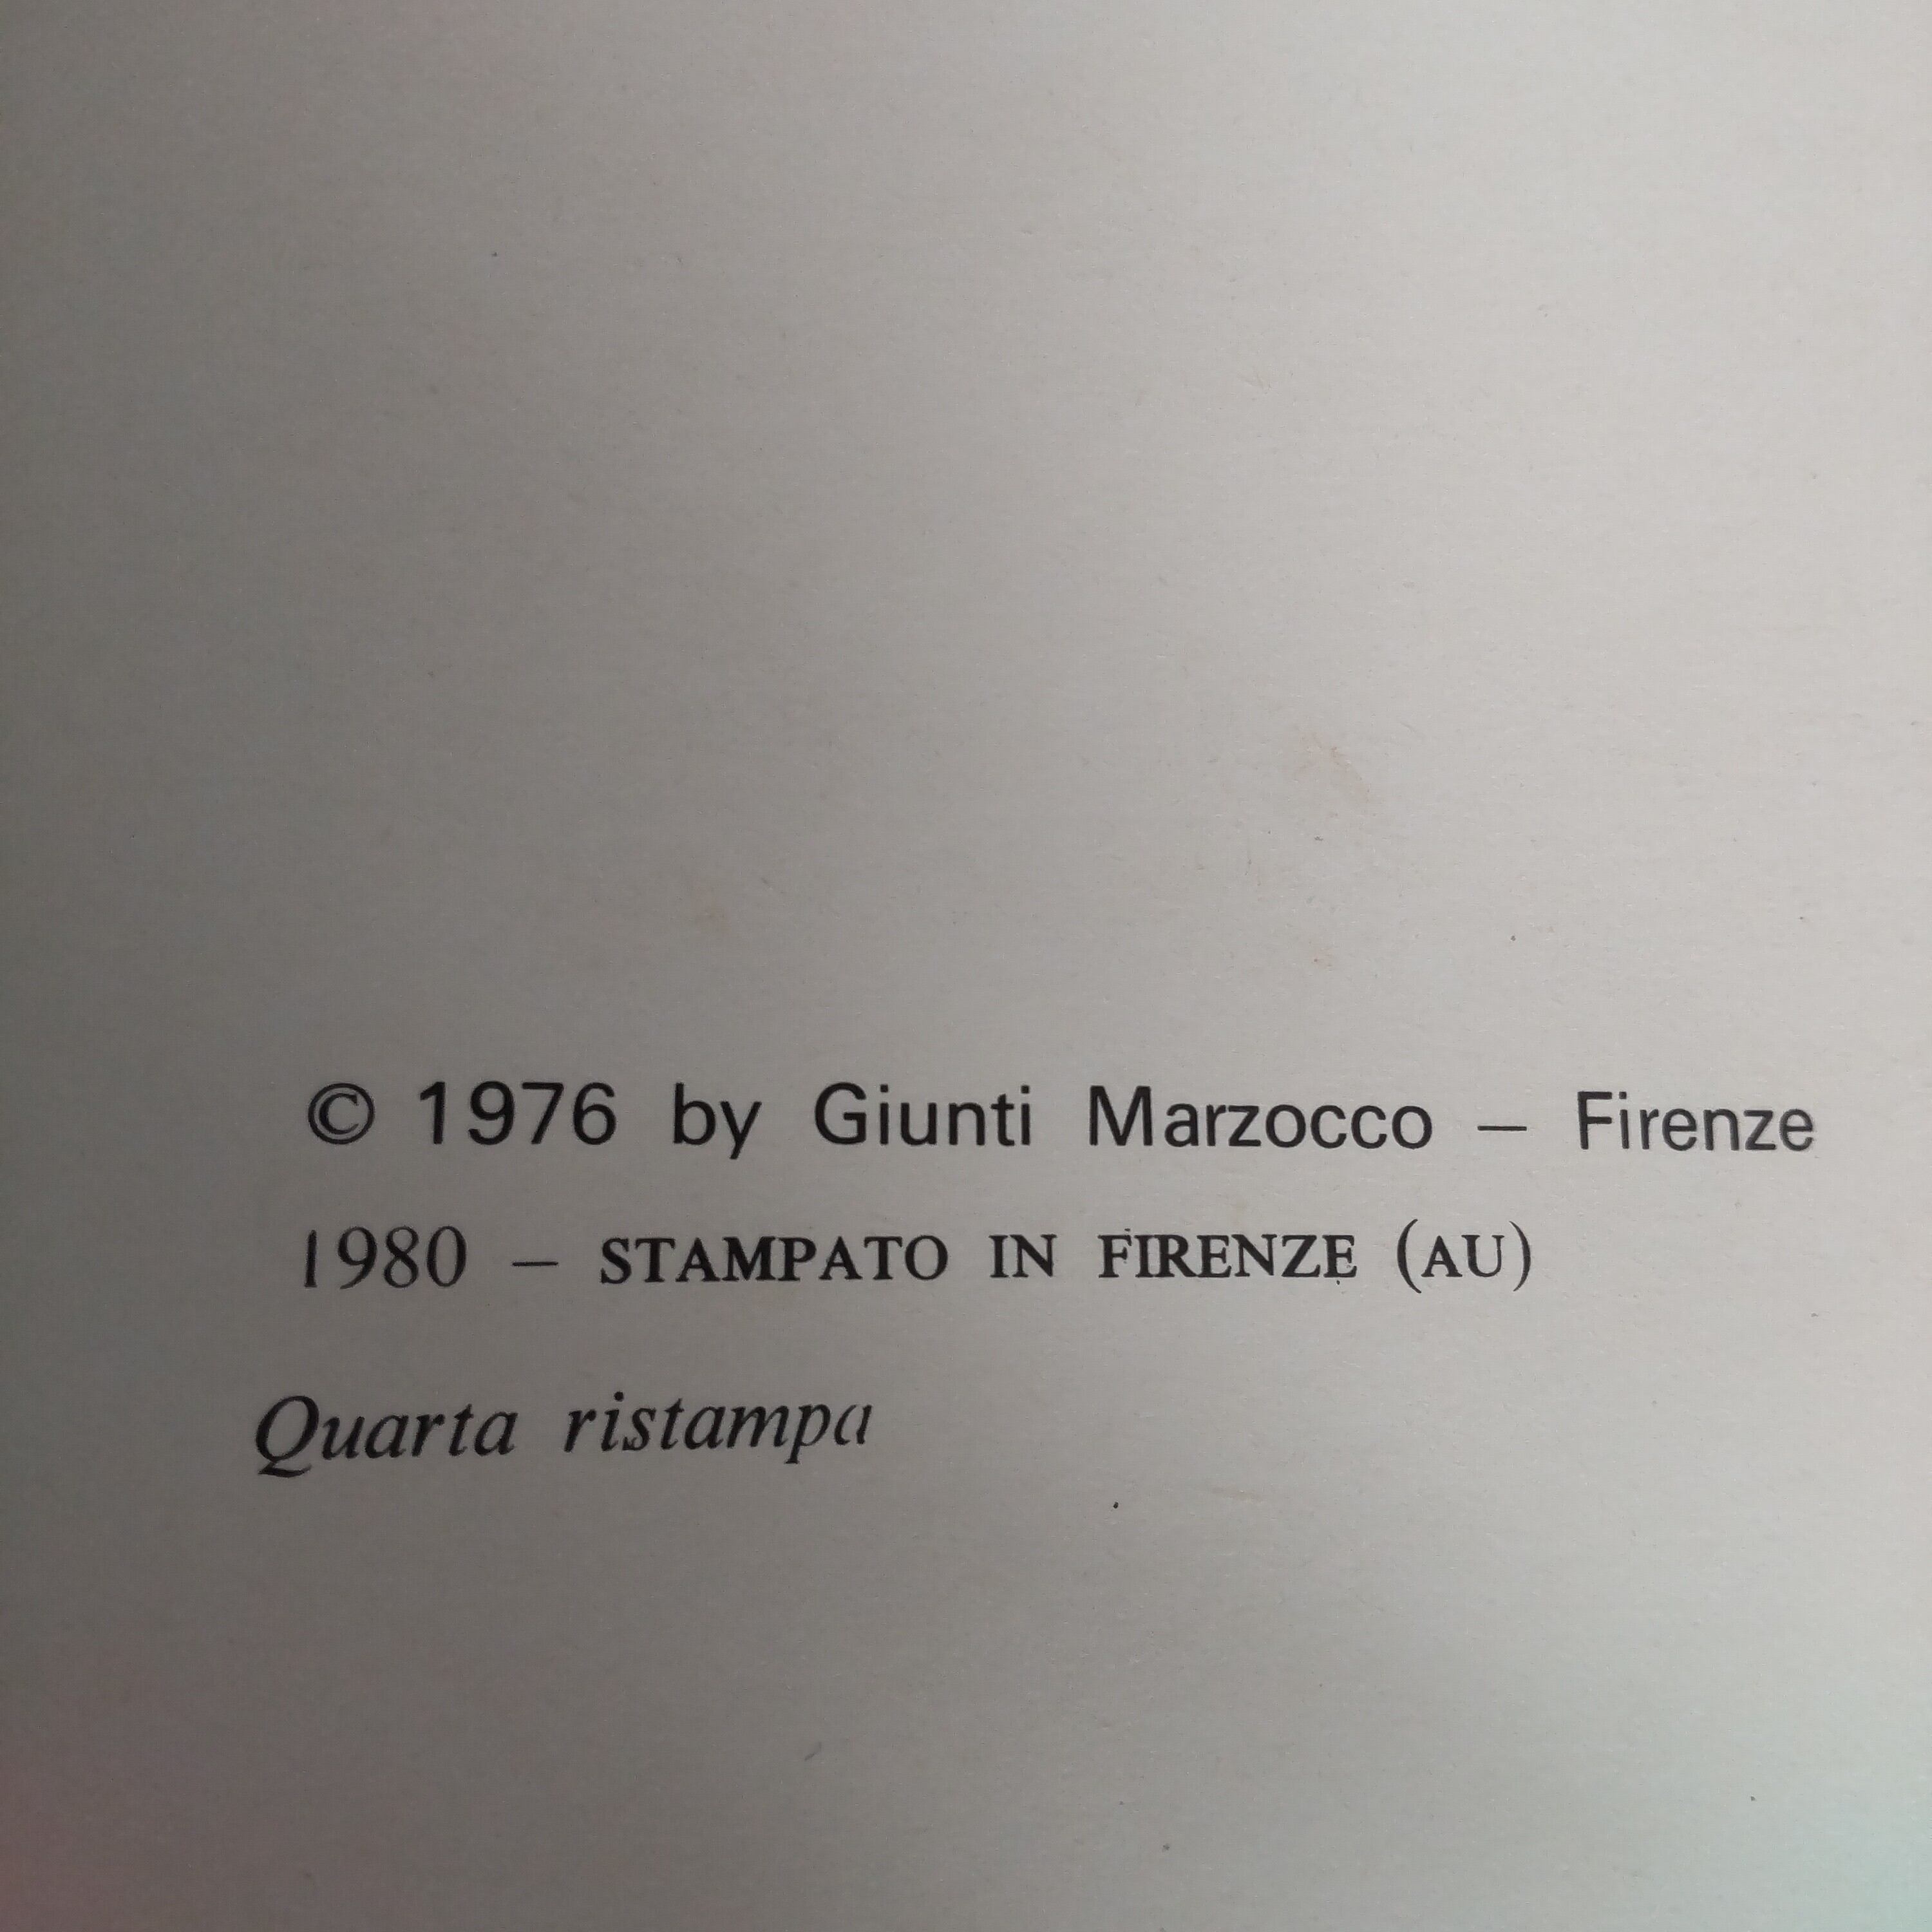 © 1976 by Giunti Marzocco – Firenze
1980 – STAMPATO IN FIRENZE (AU)
Quarta ristampa